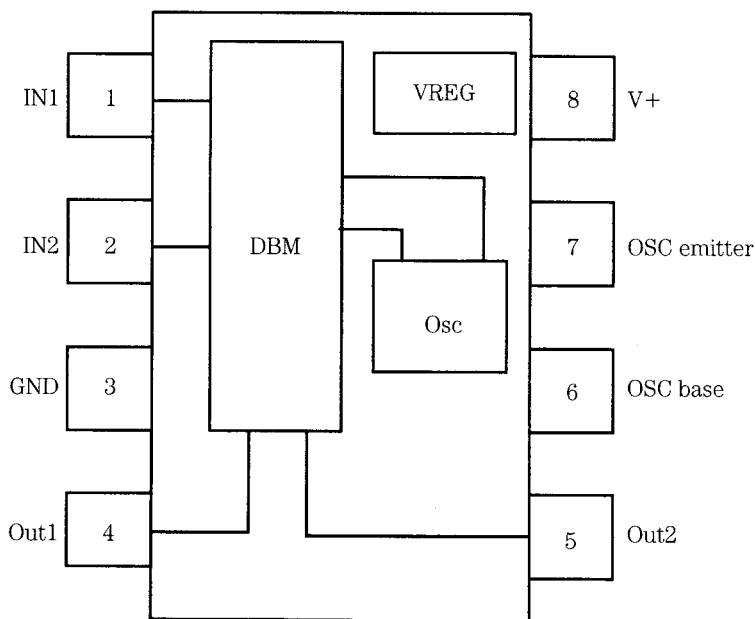 IN1
1
VREG
8
V+
IN2
2
DBM
7
OSC emitter
Osc
GND
3
6
OSC base
Out1
4
5
Out2